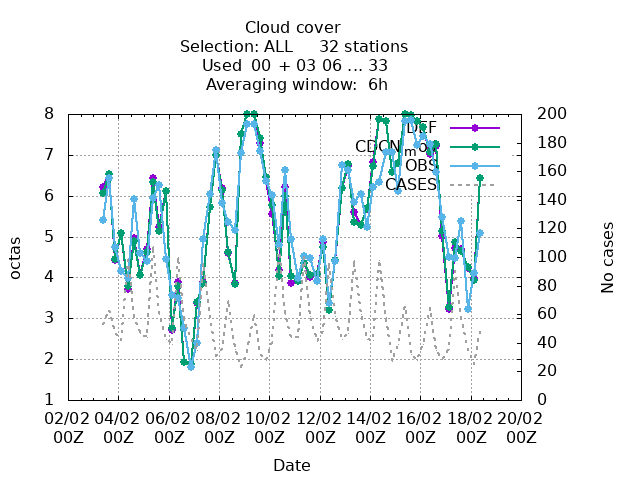 Cloud cover
Selection: ALL 32 stations
Used 00 + 03 06 ... 33
Averaging window: 6h
8
7
6
5
4
3
2
1
octas
200
180
160
140
120
100
80
60
40
20
0
No cases
DEF
OBS
CASES
02/02 04/02 06/02 08/02 10/02 12/02 14/02 16/02 18/02 20/02
00Z 00Z 00Z 00Z 00Z 00Z 00Z 00Z 00Z 00Z
Date